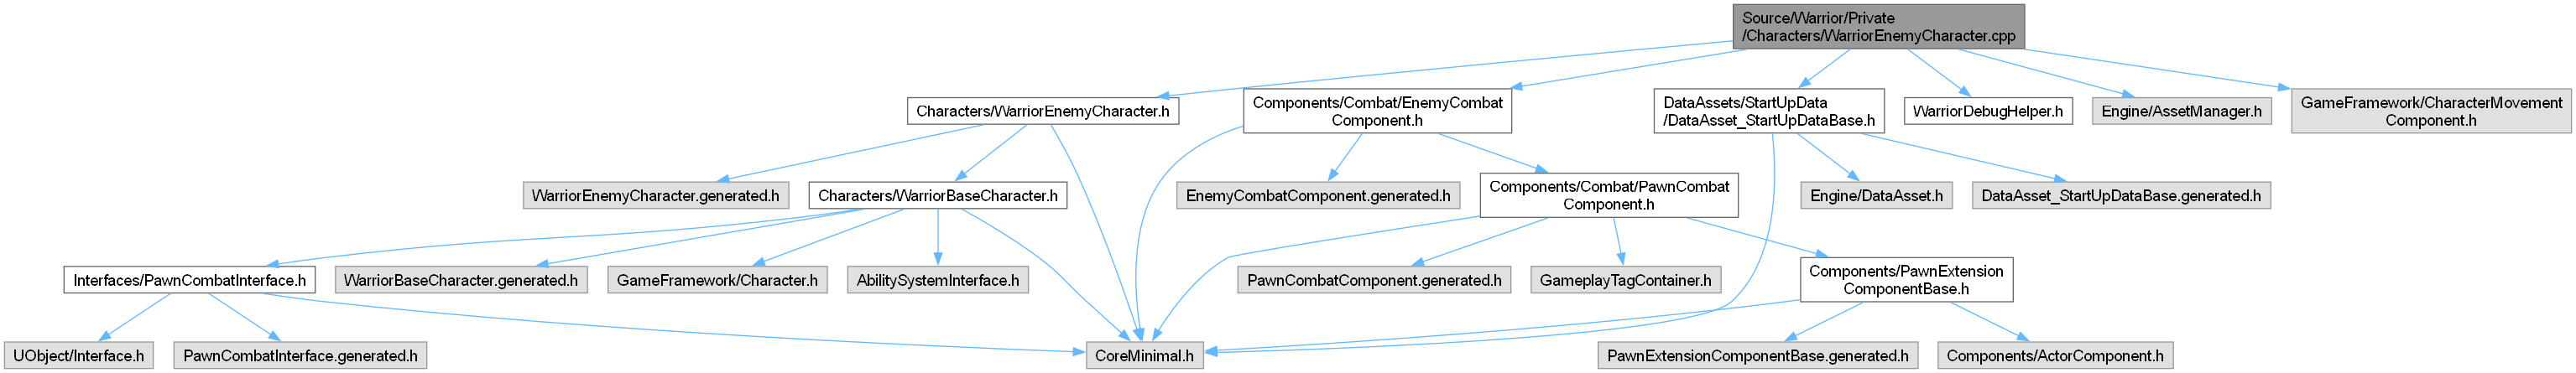 Source/Warrior/Private
/Characters/WarriorEnemyCharacter.cpp
Characters/WarriorEnemyCharacter.h
Components/Combat/EnemyCombat
Component.h
DataAssets/StartUpData
/DataAsset_StartUpDataBase.h
WarriorDebugHelper.h
Engine/AssetManager.h
GameFramework/CharacterMovement
Component.h
WarriorEnemyCharacter.generated.h
Characters/WarriorBaseCharacter.h
EnemyCombatComponent.generated.h
Components/Combat/PawnCombat
Component.h
Engine/DataAsset.h
DataAsset_StartUpDataBase.generated.h
Interfaces/PawnCombatInterface.h
WarriorBaseCharacter.generated.h
GameFramework/Character.h
AbilitySystemInterface.h
PawnCombatComponent.generated.h
GameplayTagContainer.h
Components/PawnExtension
ComponentBase.h
UObject/Interface.h
PawnCombatInterface.generated.h
CoreMinimal.h
PawnExtensionComponentBase.generated.h
Components/ActorComponent.h